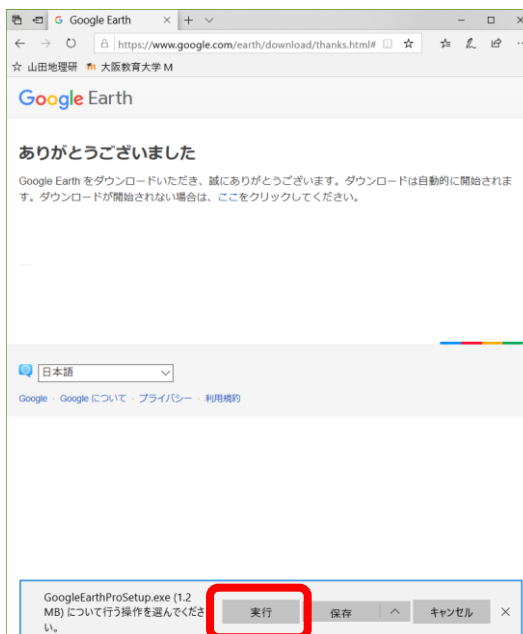 Google Earth
https://www.google.com/earth/download/thanks.html#
山田地理研 大阪教育大学 M
Google Earth
ありがとうございました
Google Earth をダウンロードいただき、誠にありがとうございます。ダウンロードは自動的に開始されま
す。ダウンロードが開始されない場合は、ここをクリックしてください。
日本語
Google · Google について · プライバシー · 利用規約
GoogleEarthProSetup.exe (1.2
MB) について行う操作を選んでくださ
い。
実行
保存
キャンセル